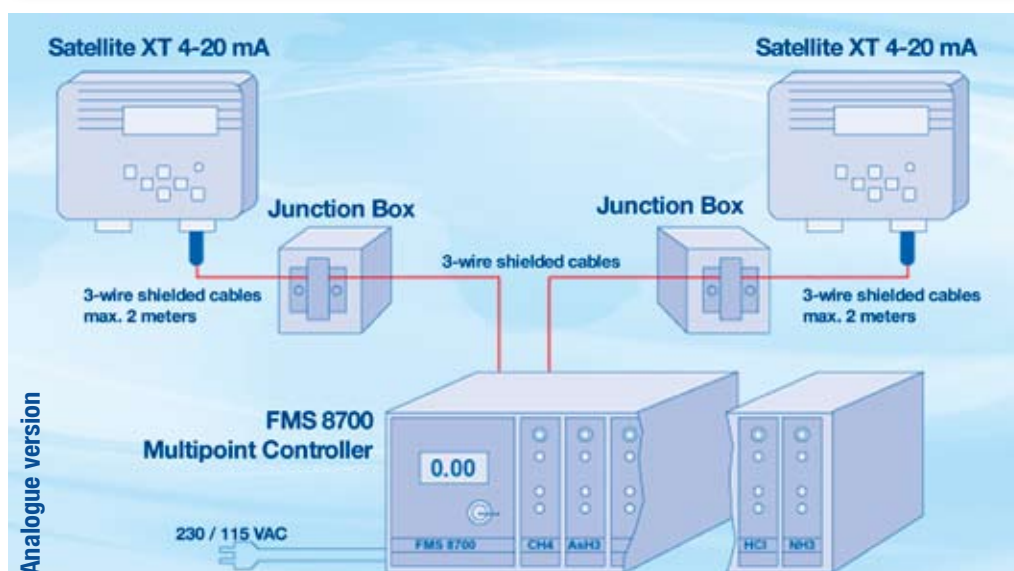 Satellite XT 4-20 mA
Satellite XT 4-20 mA
Junction Box
Junction Box
3-wire shielded cables
3-wire shielded cables
max. 2 meters
3-wire shielded cables
max. 2 meters
FMS 8700
Multipoint Controller
0.00
230 / 115 VAC
FMS 8700
CH4
AsH3
HCl
NH3
Analogue version